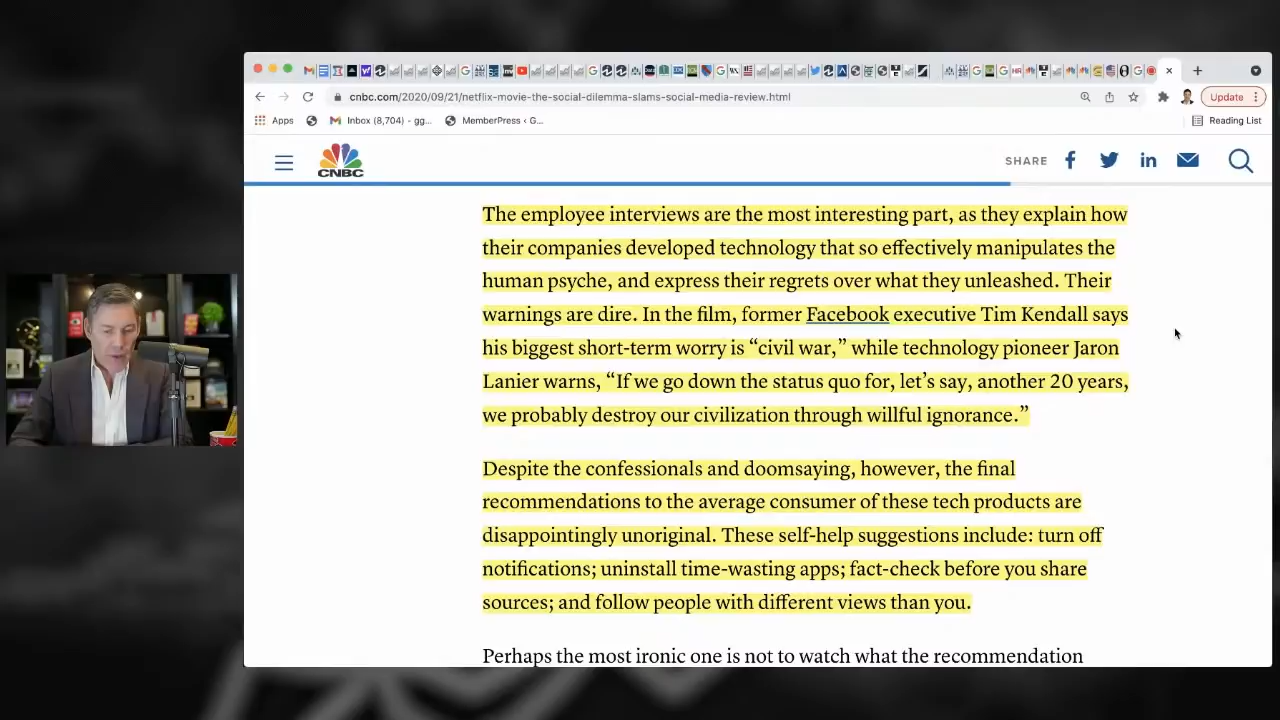 cnbc.com/2020/09/21/netflix-movie-the-social-dilemma-slams-social-media-review.html
Update
Apps
Inbox (8,704) - gg...
MemberPress ‹ G...
Reading List
CNBC
SHARE
The employee interviews are the most interesting part, as they explain how
their companies developed technology that so effectively manipulates the
human psyche, and express their regrets over what they unleashed. Their
warnings are dire. In the film, former Facebook executive Tim Kendall says
his biggest short-term worry is “civil war,” while technology pioneer Jaron
Lanier warns, “If we go down the status quo for, let’s say, another 20 years,
we probably destroy our civilization through willful ignorance.”
Despite the confessionals and doomsaying, however, the final
recommendations to the average consumer of these tech products are
disappointingly unoriginal. These self-help suggestions include: turn off
notifications; uninstall time-wasting apps; fact-check before you share
sources; and follow people with different views than you.
Perhaps the most ironic one is not to watch what the recommendation